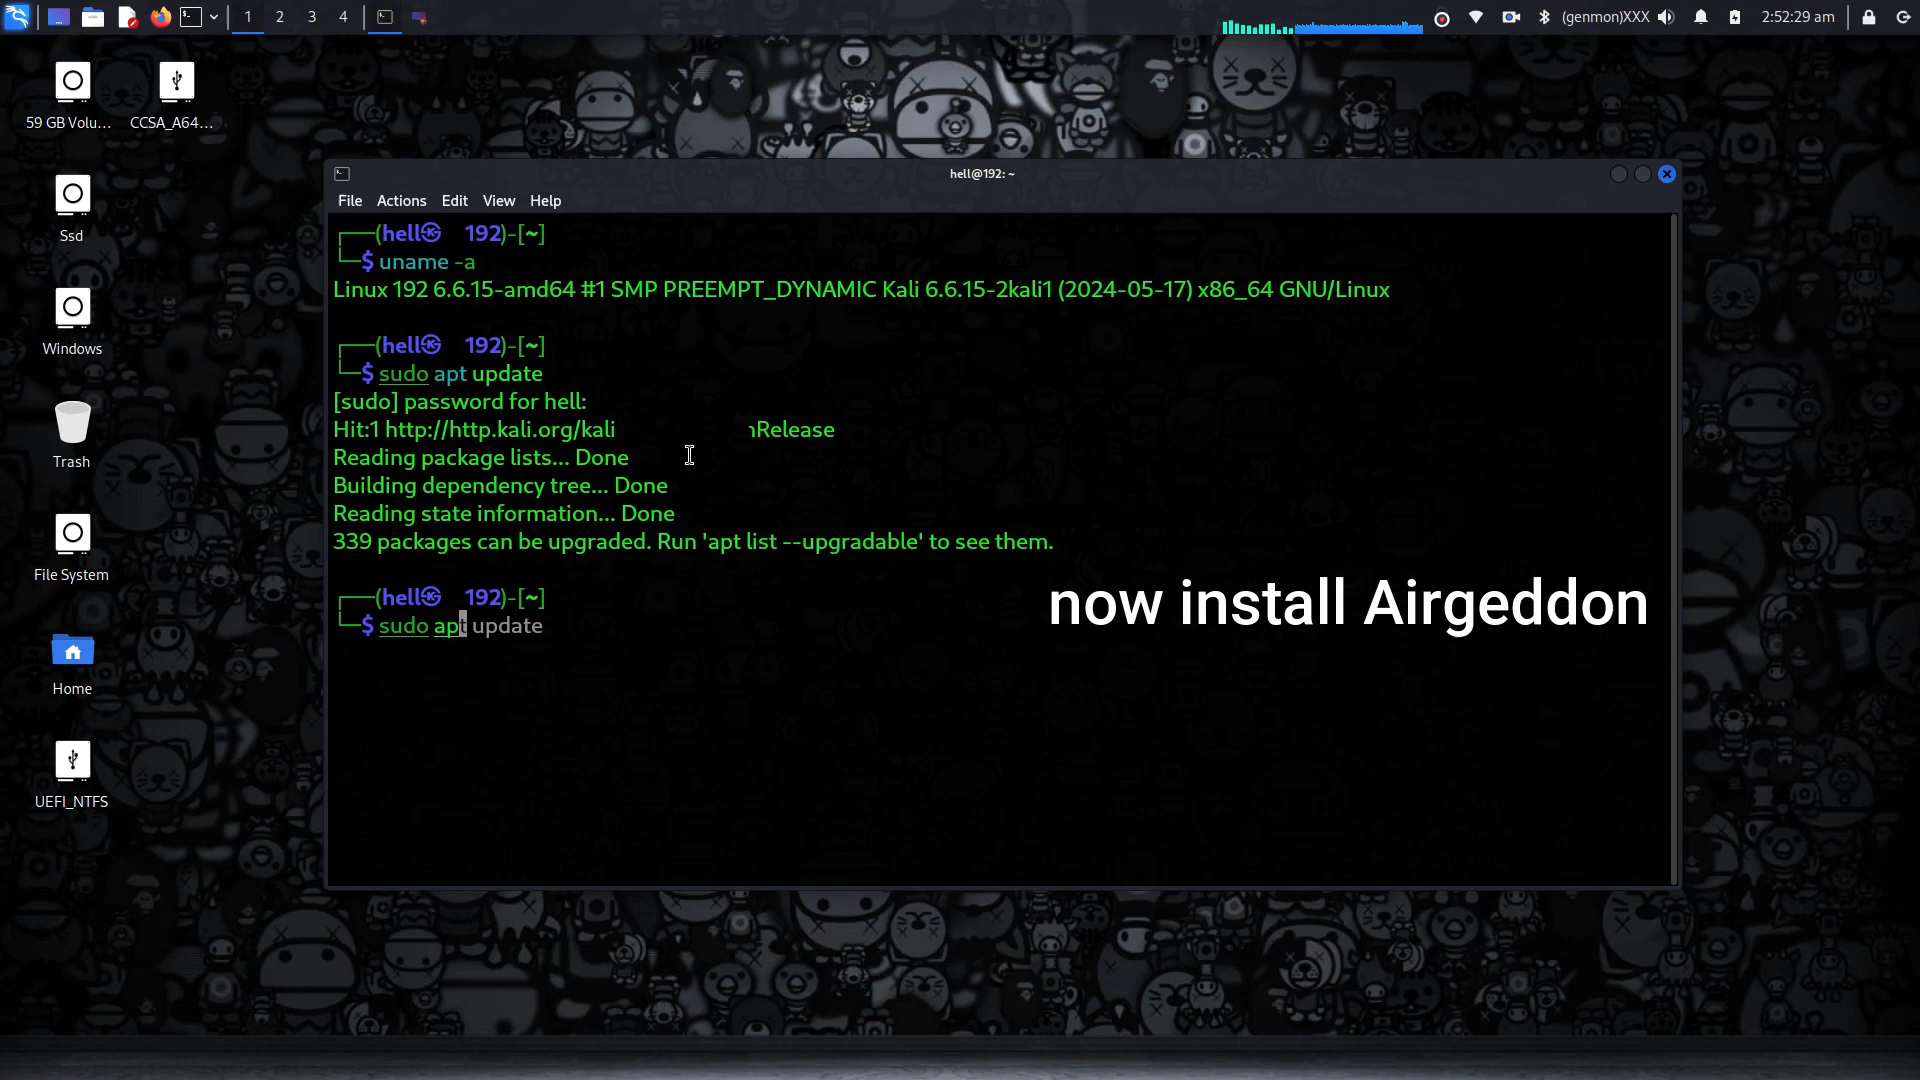 1 2 3 4 (genmon)XXX 2:52:29 am
59 GB Volu... CCSA_A64...
Ssd
Windows
Trash
File System
Home
UEFI_NTFS
hell@192: ~
File Actions Edit View Help
(hell㉿ 192)-[~]
$ uname -a
Linux 192 6.6.15-amd64 #1 SMP PREEMPT_DYNAMIC Kali 6.6.15-2kali1 (2024-05-17) x86_64 GNU/Linux
(hell㉿ 192)-[~]
$ sudo apt update
[sudo] password for hell:
Hit:1 http://http.kali.org/kali Release
Reading package lists... Done
Building dependency tree... Done
Reading state information... Done
339 packages can be upgraded. Run 'apt list --upgradable' to see them.
(hell㉿ 192)-[~]
$ sudo apt update
now install Airgeddon